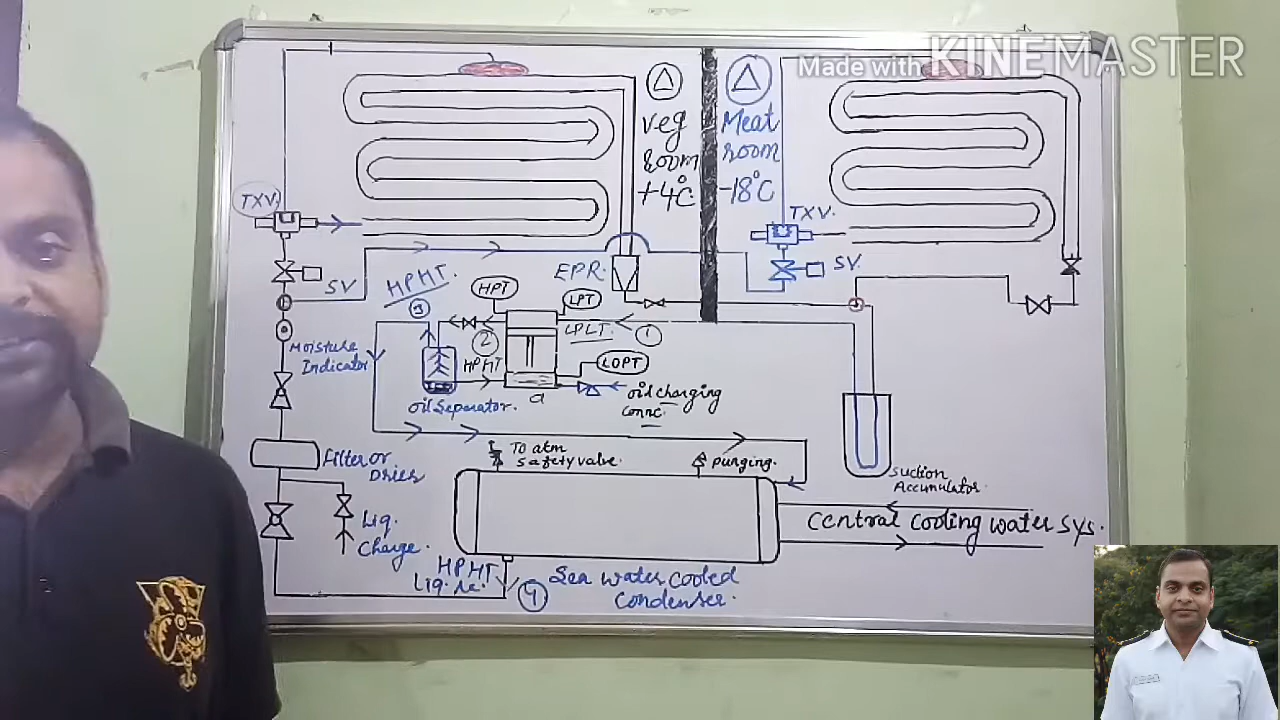 Made with KINEMASTER
veg
room
+4°C
Meat
room
-18°C
TXV.
TXV.
SV
SV
EPR.
HPHT.
3
HPT
LPT
LPLT.
1
2
HPHT
LOPT
Moisture
Indicator
oil Separator.
a
oil charging
connc.
Filter or
Drier
To atm
safety valve.
purging.
Suction
Accumulator.
Liq.
charge.
central cooling water sys.
HPHT
Liq.
4
Sea water cooled
condenser.